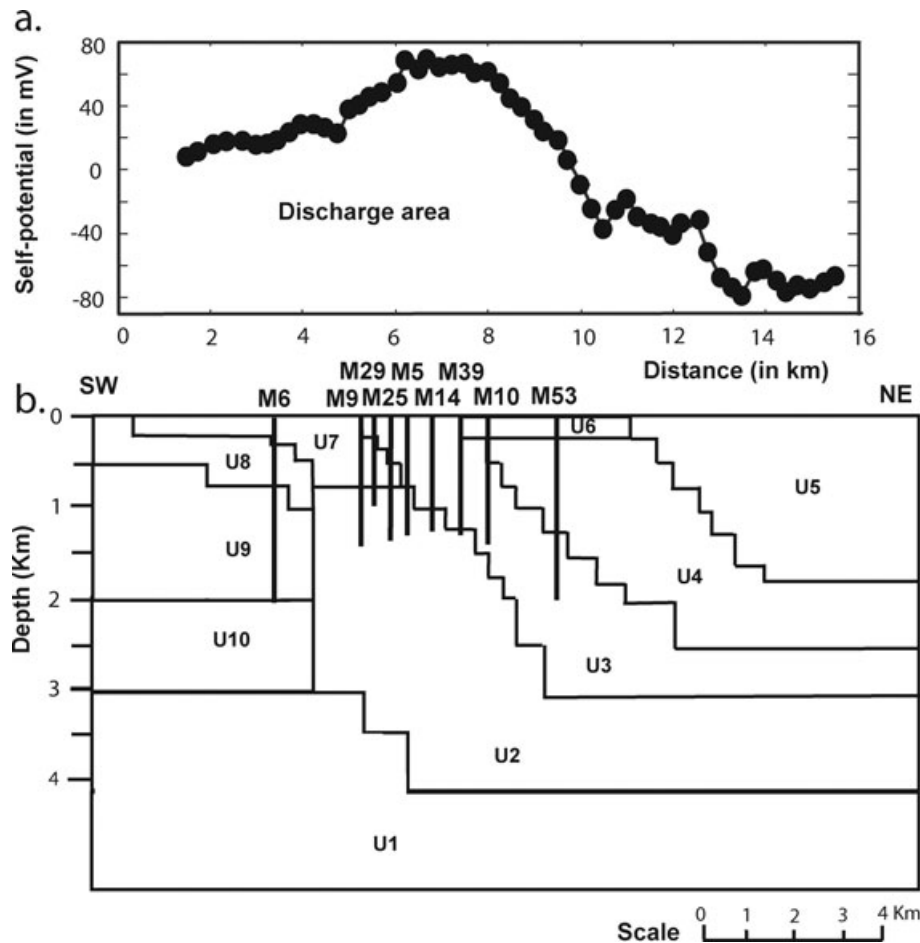 a.
80
40
0
-40
-80
Self-potential (in mV)
Discharge area
0 2 4 6 8 10 12 14 16
Distance (in km)
b.
SW
NE
M29 M5 M39
M6 M9 M25 M14 M10 M53
0
1
2
3
4
Depth (Km)
U6
U7
U8
U5
U9
U4
U10
U3
U2
U1
Scale
0 1 2 3 4 Km